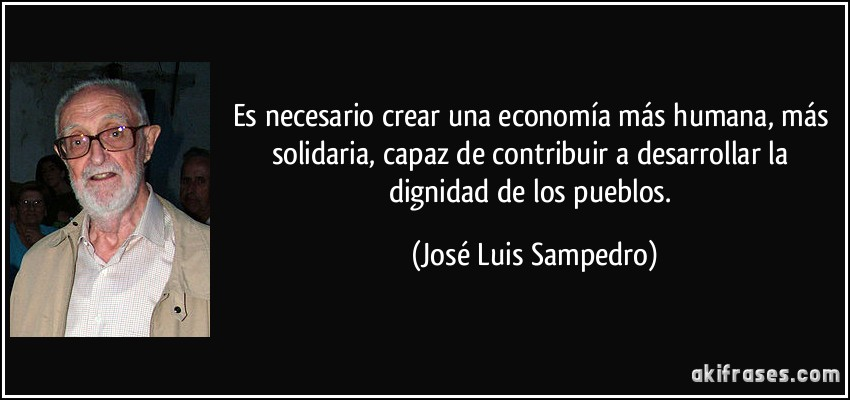 Es necesario crear una economía más humana, más
solidaria, capaz de contribuir a desarrollar la
dignidad de los pueblos.
(José Luis Sampedro)
akifrases.com